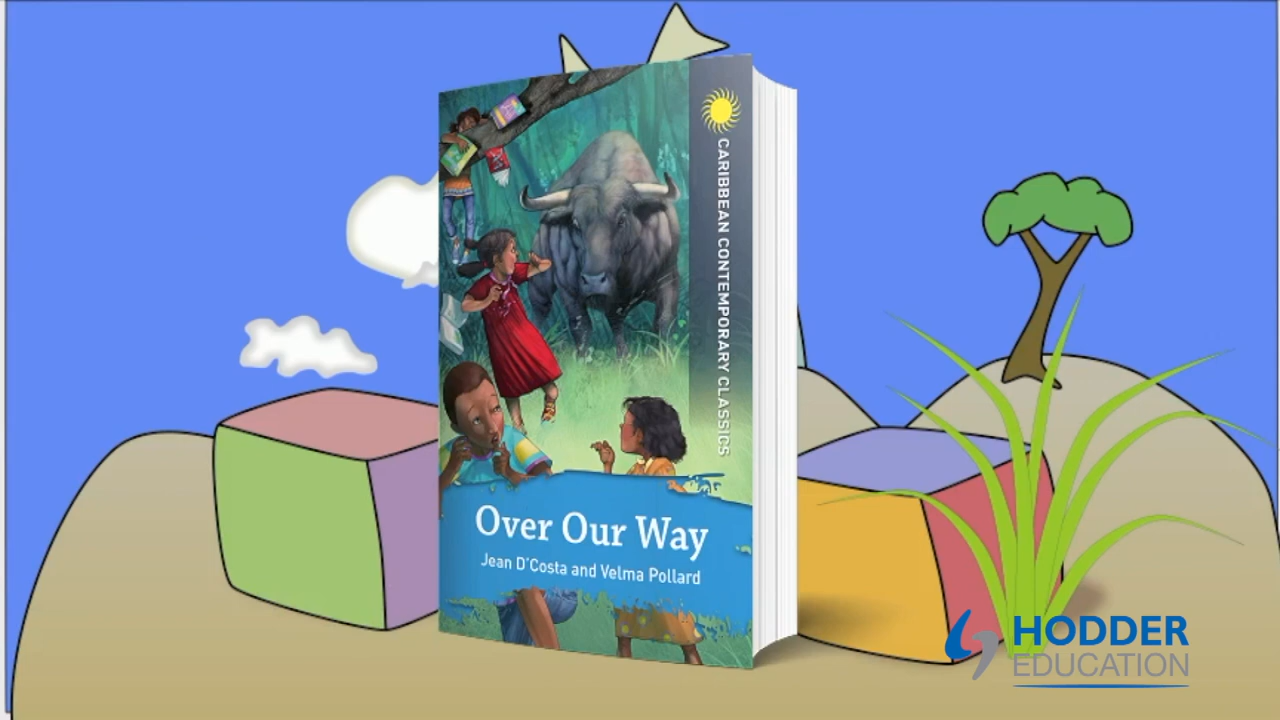 CARIBBEAN CONTEMPORARY CLASSICS
Over Our Way
Jean D'Costa and Velma Pollard
HODDER
EDUCATION